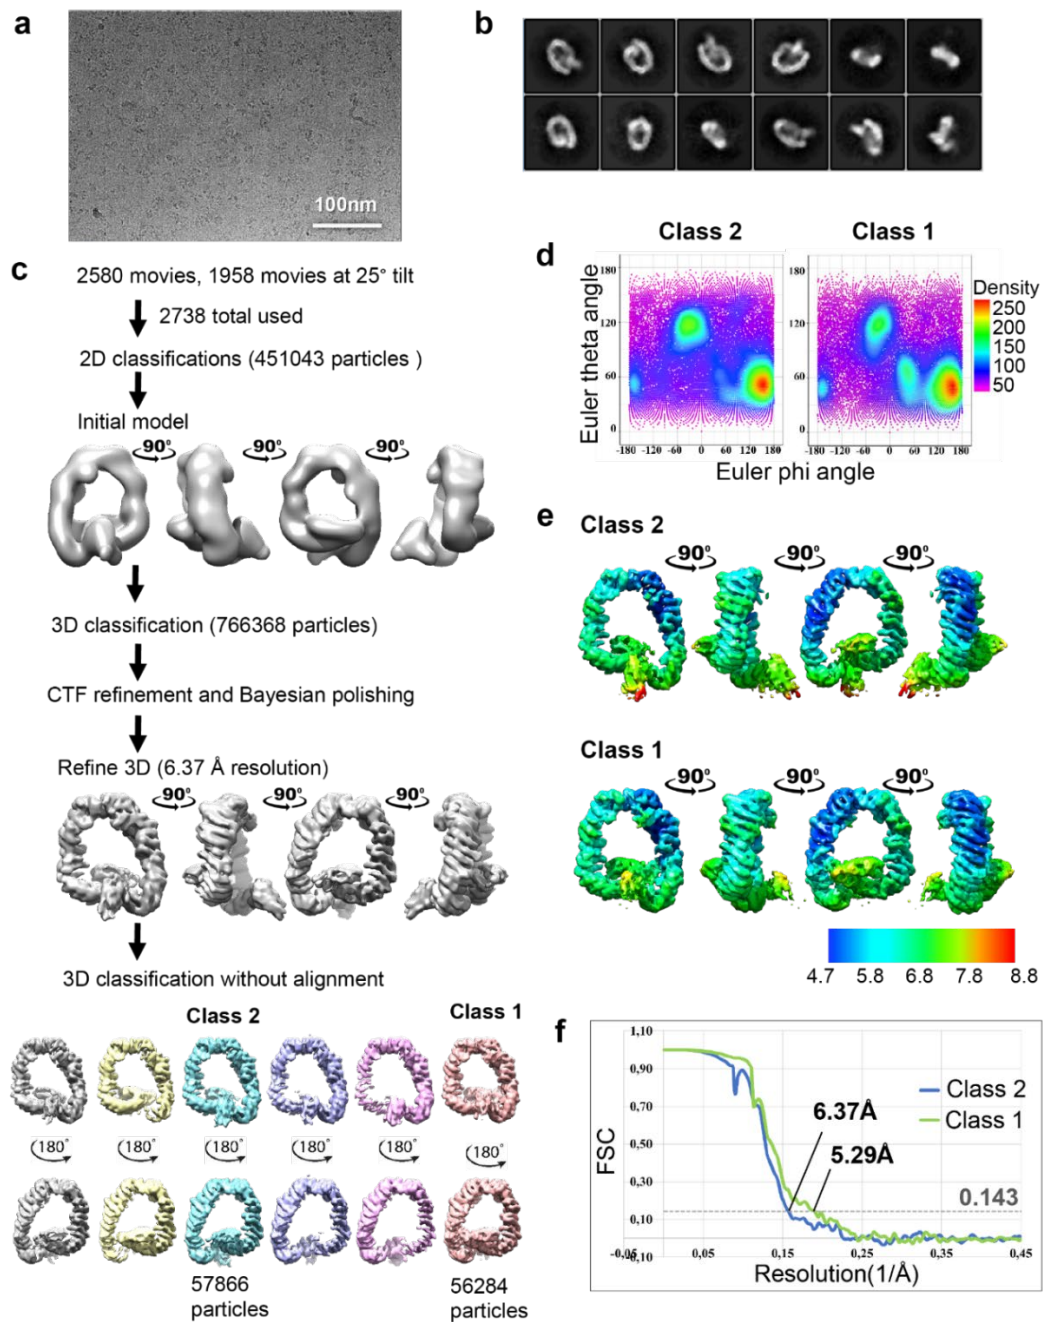 a
100nm
b
c
2580 movies, 1958 movies at 25° tilt
2738 total used
2D classifications (451043 particles )
Initial model
90° 90° 90°
3D classification (766368 particles)
CTF refinement and Bayesian polishing
Refine 3D (6.37 Å resolution)
90° 90° 90°
3D classification without alignment
Class 2 Class 1
180° 180° 180° 180° 180° 180°
57866 particles
56284 particles
d
Class 2 Class 1
Euler theta angle
180
120
60
0
180
120
60
0
-180 -120 -60 0 60 120 180
-180 -120 -60 0 60 120 180
Euler phi angle
Density
250
200
150
100
50
e
Class 2
90° 90° 90°
Class 1
90° 90° 90°
4.7 5.8 6.8 7.8 8.8
f
1,10
0,90
0,70
0,50
0,30
0,10
-0,10
FSC
Class 2
Class 1
6.37Å
5.29Å
0.143
-0,05 0,05 0,15 0,25 0,35 0,45
Resolution(1/Å)